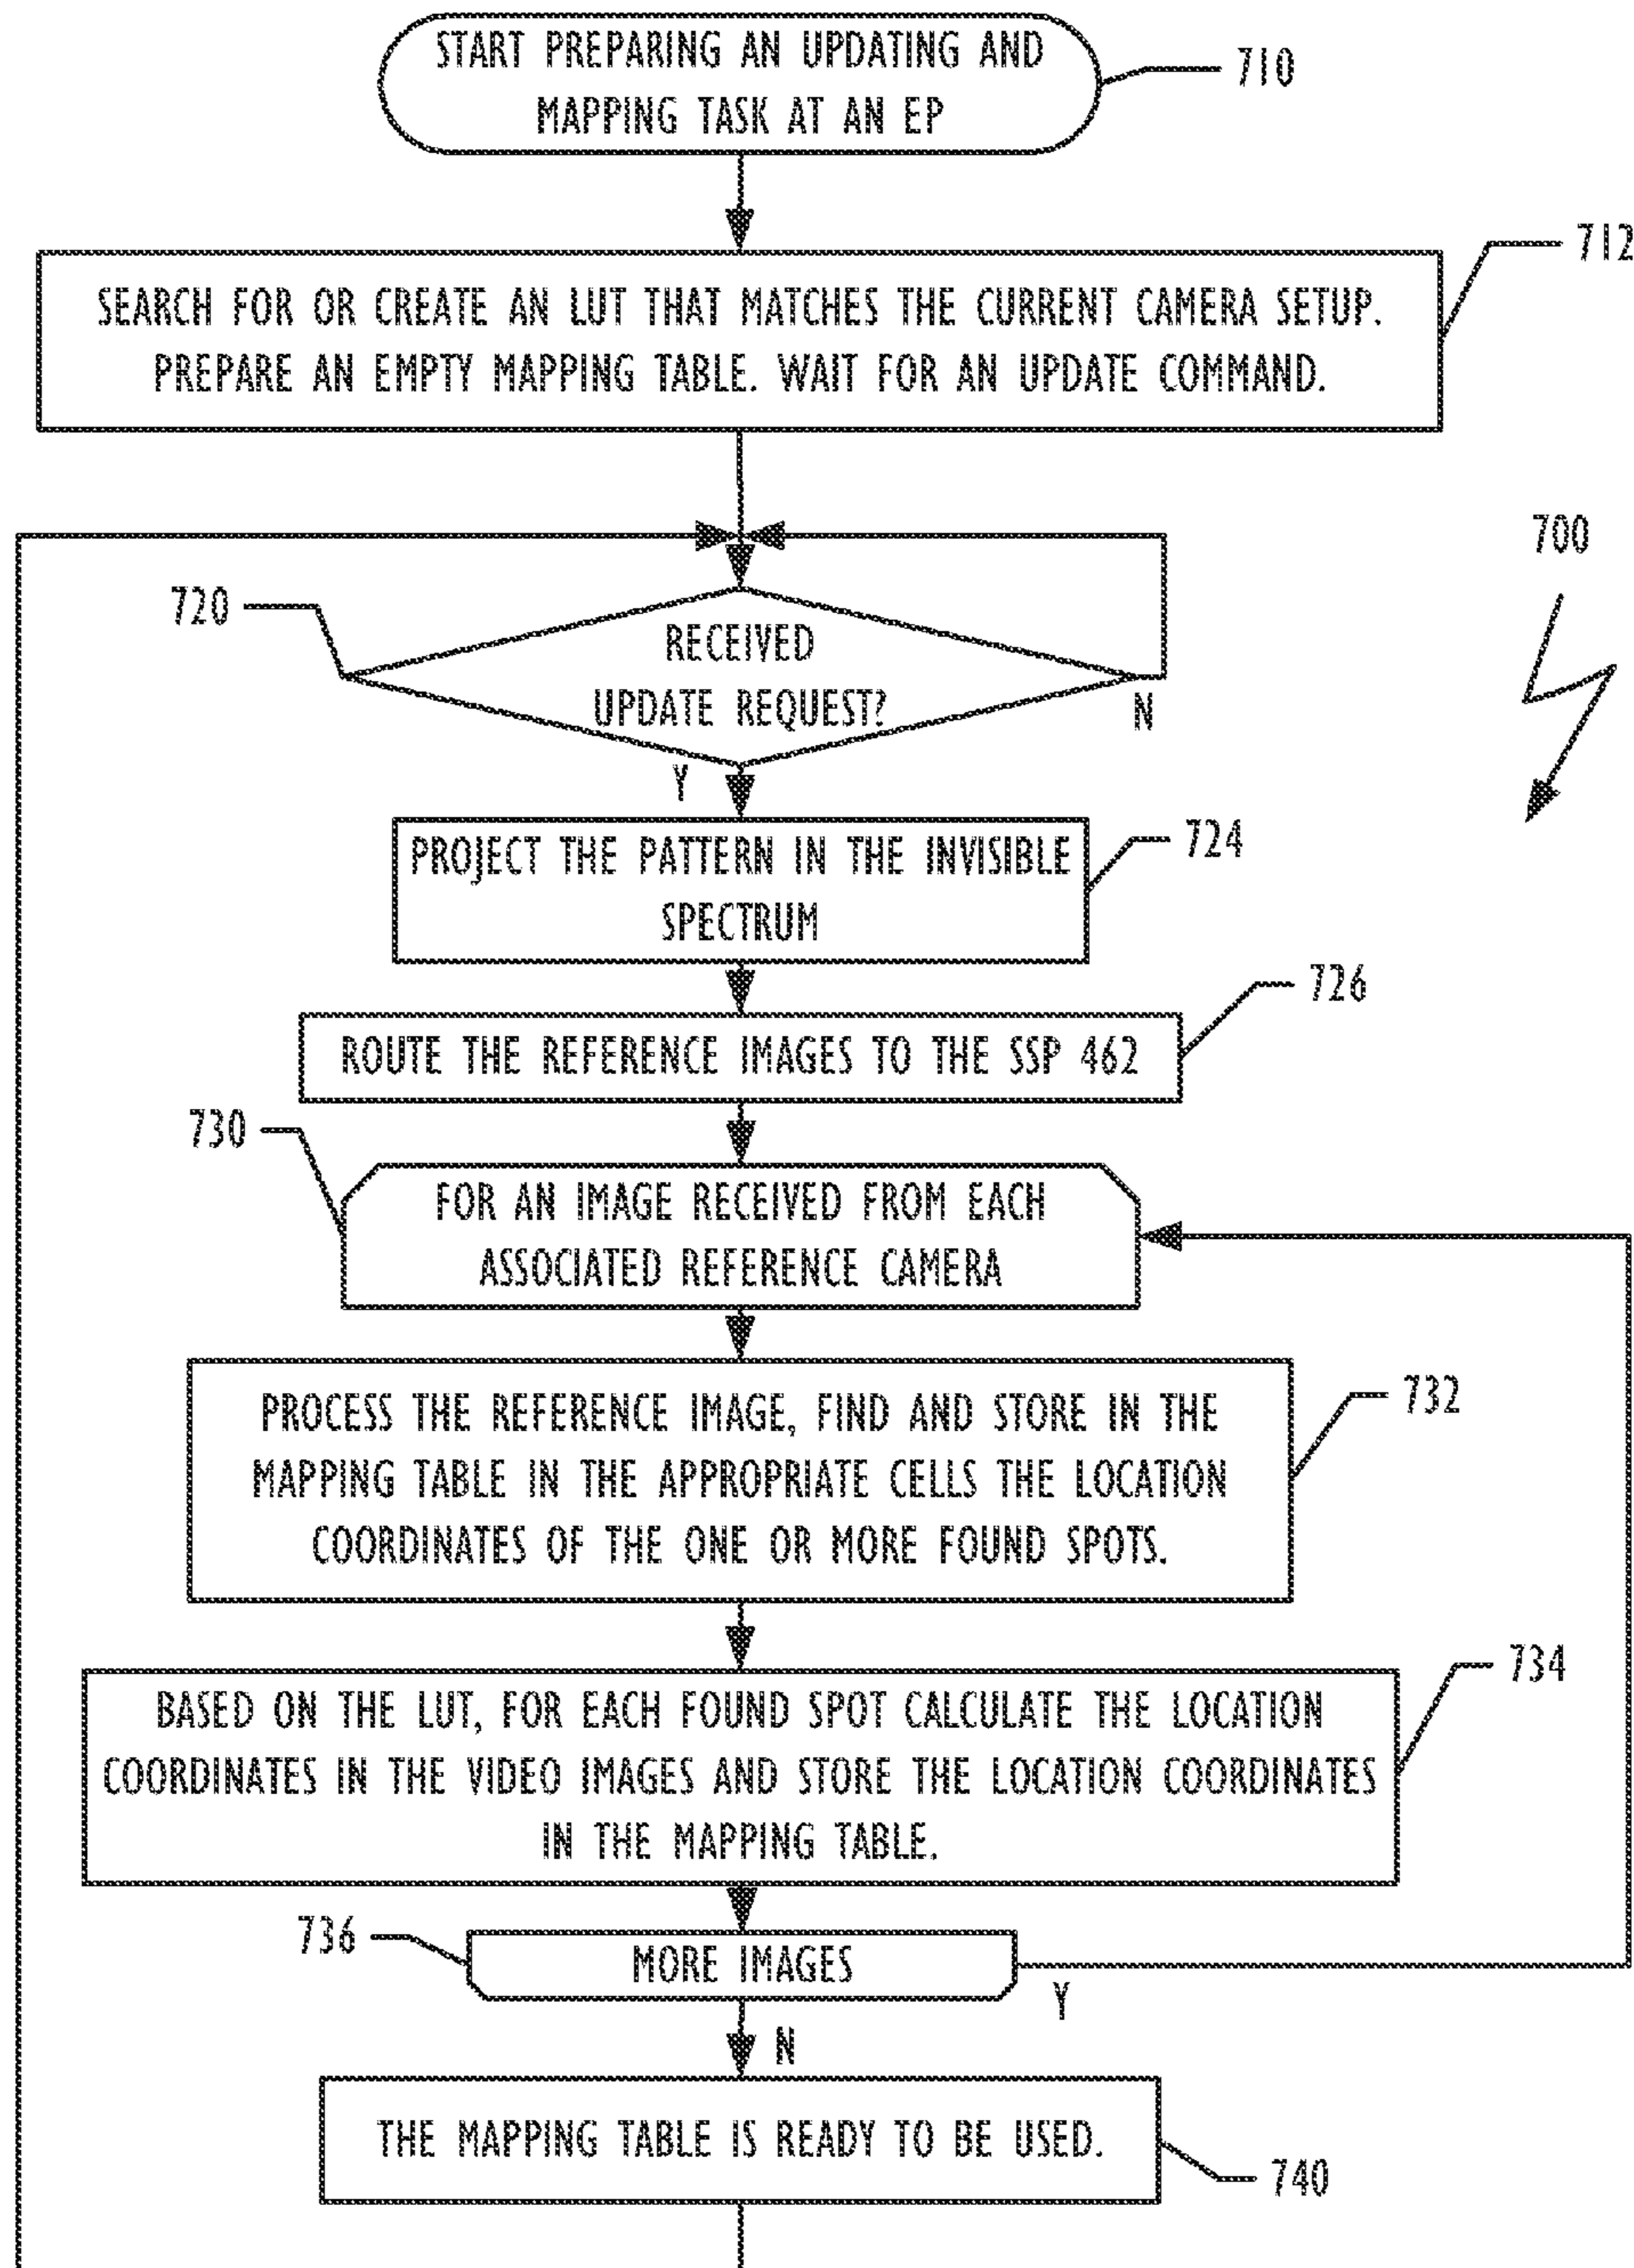 START PREPARING AN UPDATING AND
MAPPING TASK AT AN EP
710
712
SEARCH FOR OR CREATE AN LUT THAT MATCHES THE CURRENT CAMERA SETUP.
PREPARE AN EMPTY MAPPING TABLE. WAIT FOR AN UPDATE COMMAND.
700
720
RECEIVED
UPDATE REQUEST?
N
Y
724
PROJECT THE PATTERN IN THE INVISIBLE
SPECTRUM
726
ROUTE THE REFERENCE IMAGES TO THE SSP 462
730
FOR AN IMAGE RECEIVED FROM EACH
ASSOCIATED REFERENCE CAMERA
732
PROCESS THE REFERENCE IMAGE, FIND AND STORE IN THE
MAPPING TABLE IN THE APPROPRIATE CELLS THE LOCATION
COORDINATES OF THE ONE OR MORE FOUND SPOTS.
734
BASED ON THE LUT, FOR EACH FOUND SPOT CALCULATE THE LOCATION
COORDINATES IN THE VIDEO IMAGES AND STORE THE LOCATION COORDINATES
IN THE MAPPING TABLE.
736
MORE IMAGES
Y
N
THE MAPPING TABLE IS READY TO BE USED.
740